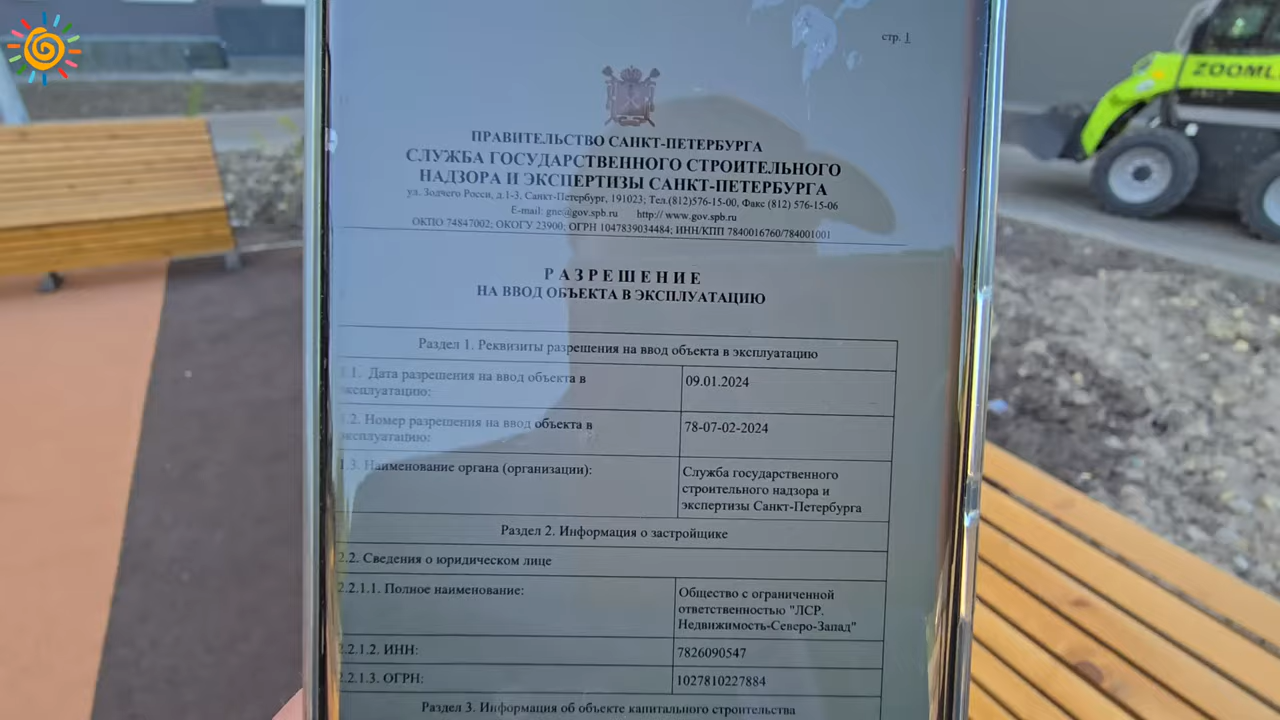 стр. 1
ПРАВИТЕЛЬСТВО САНКТ-ПЕТЕРБУРГА
СЛУЖБА ГОСУДАРСТВЕННОГО СТРОИТЕЛЬНОГО
НАДЗОРА И ЭКСПЕРТИЗЫ САНКТ-ПЕТЕРБУРГА
ул. Зодчего Росси, д.1-3, Санкт-Петербург, 191023; Тел.(812)576-15-00, Факс (812) 576-15-06
E-mail: gne@gov.spb.ru http:// www.gov.spb.ru
ОКПО 74847002; ОКОГУ 23900; ОГРН 1047839034484; ИНН/КПП 7840016760/784001001
Р А З Р Е Ш Е Н И Е
НА ВВОД ОБЪЕКТА В ЭКСПЛУАТАЦИЮ
Раздел 1. Реквизиты разрешения на ввод объекта в эксплуатацию
1.1. Дата разрешения на ввод объекта в
эксплуатацию:
09.01.2024
1.2. Номер разрешения на ввод объекта в
эксплуатацию:
78-07-02-2024
1.3. Наименование органа (организации):
Служба государственного
строительного надзора и
экспертизы Санкт-Петербурга
Раздел 2. Информация о застройщике
2.2. Сведения о юридическом лице
2.2.1.1. Полное наименование:
Общество с ограниченной
ответственностью "ЛСР.
Недвижимость-Северо-Запад"
2.2.1.2. ИНН:
7826090547
2.2.1.3. ОГРН:
1027810227884
Раздел 3. Информация об объекте капитального строительства
ZOOML